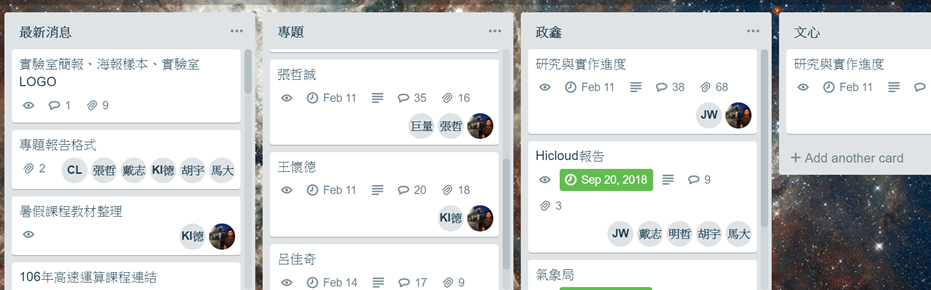 最新消息
實驗室簡報、海報樣本、實驗室
LOGO
1 9
專題報告格式
2 CL 張哲 戴志 KI德 胡宇 馬大
暑假課程教材整理
KI德
106年高速運算課程連結
專題
張哲誠
Feb 11 35 16
巨量 張哲
王懷德
Feb 11 20 18
KI德
呂佳奇
Feb 14 17 9
政鑫
研究與實作進度
Feb 11 38 68
JW
Hicloud報告
Sep 20, 2018 9
3
JW 戴志 明哲 胡宇 馬大
氣象局
文心
研究與實作進度
Feb 11
+ Add another card